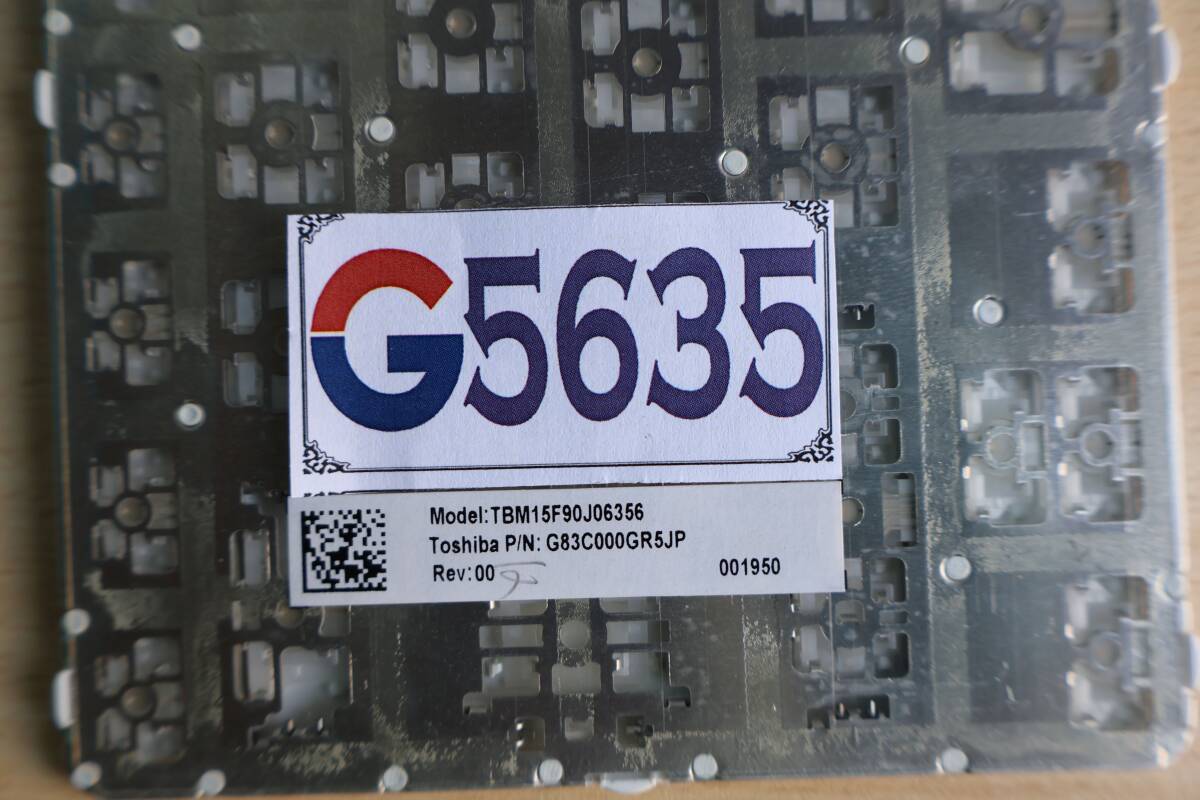 G5635
Model:TBM15F90J06356
Toshiba P/N: G83C000GR5JP
Rev:00
001950